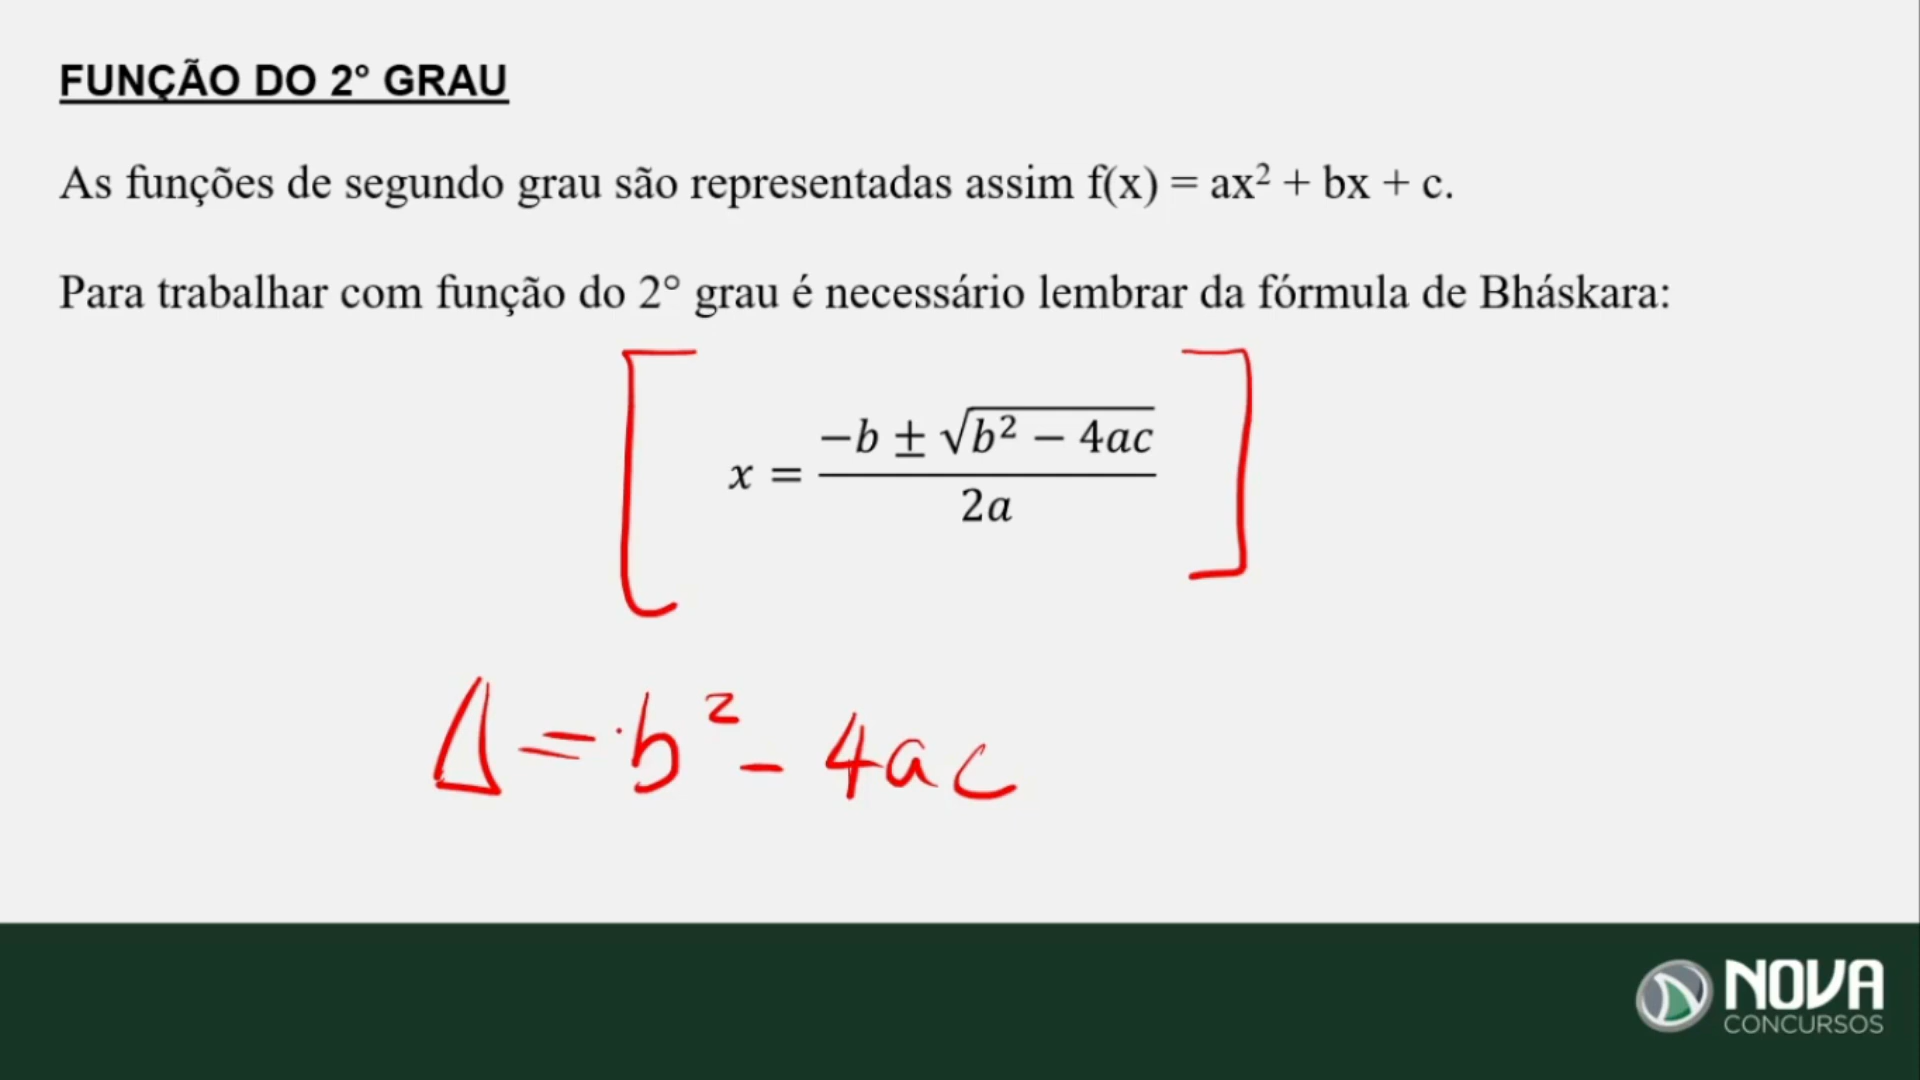 FUNÇÃO DO 2° GRAU
As funções de segundo grau são representadas assim f(x) = ax² + bx + c.
Para trabalhar com função do 2° grau é necessário lembrar da fórmula de Bháskara:
x = (−b ± √(b² − 4ac)) / 2a
Δ = b² - 4ac
NOVA
CONCURSOS